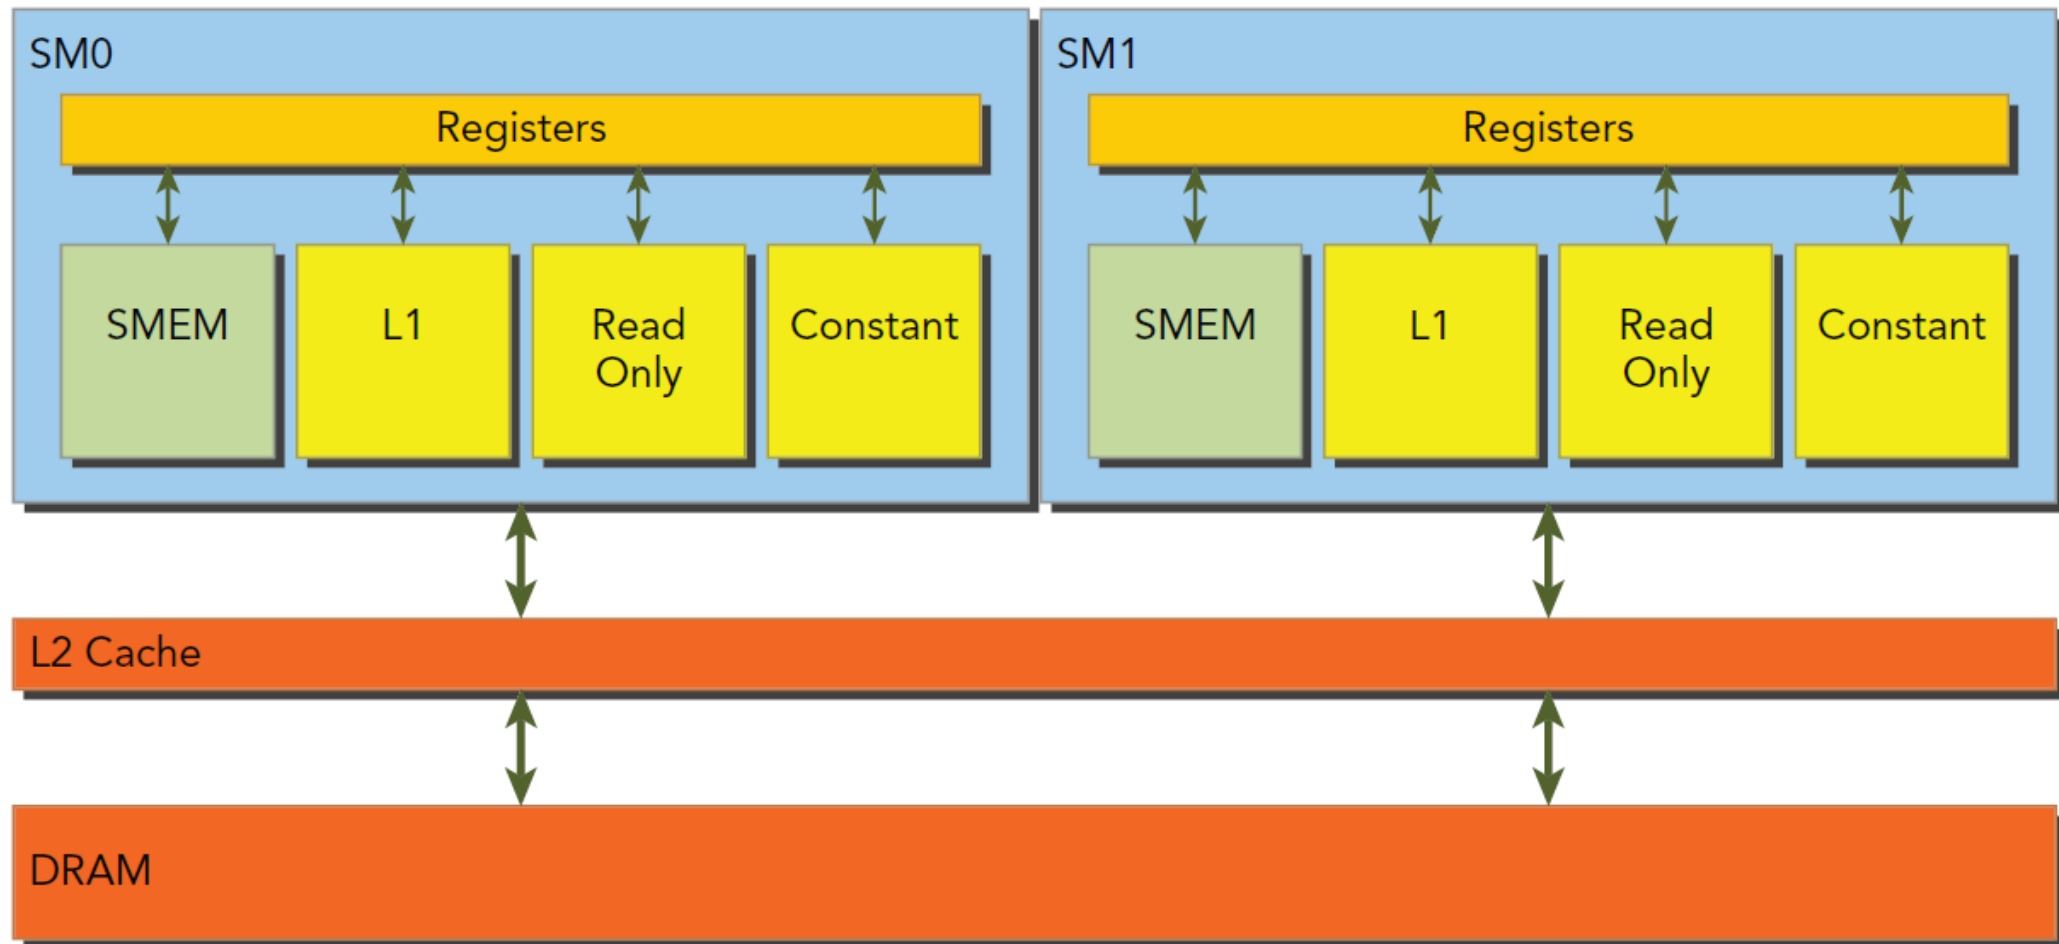 SM0
Registers
SMEM
L1
Read
Only
Constant
SM1
Registers
SMEM
L1
Read
Only
Constant
L2 Cache
DRAM